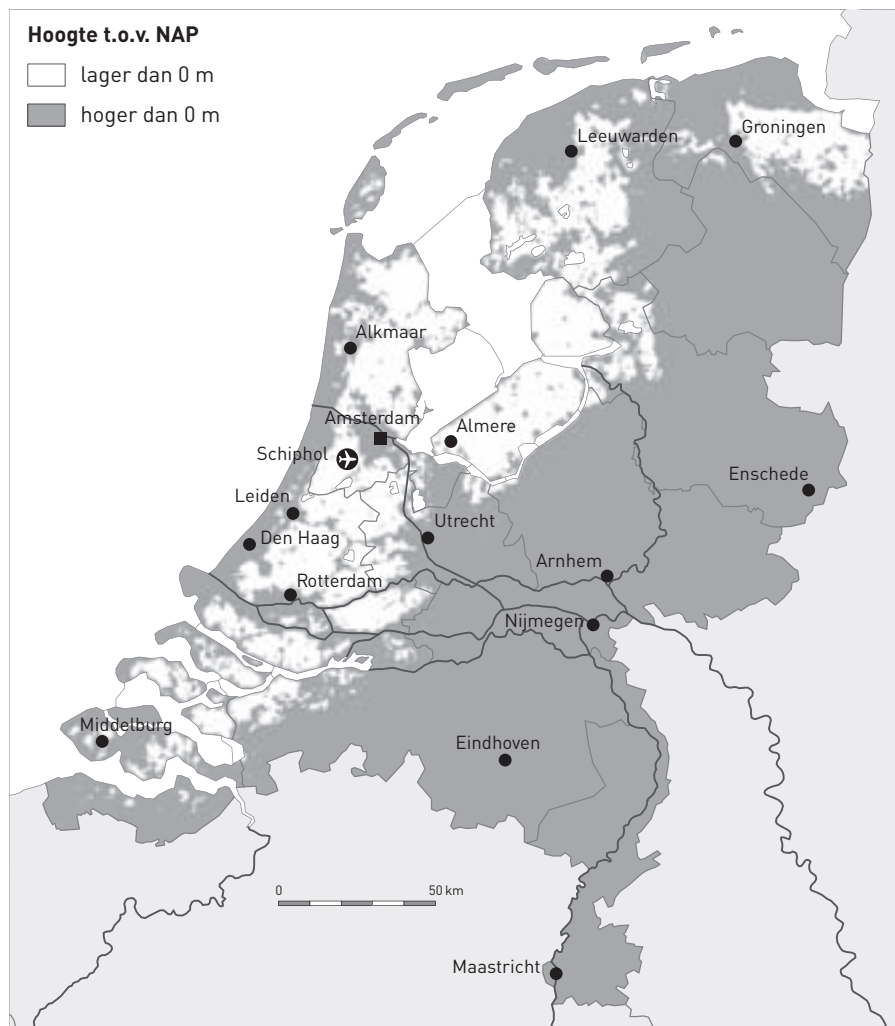 Hoogte t.o.v. NAP
lager dan 0 m
hoger dan 0 m
Leeuwarden
Groningen
Alkmaar
Amsterdam
Almere
Schiphol
Enschede
Leiden
Utrecht
Den Haag
Arnhem
Rotterdam
Nijmegen
Middelburg
Eindhoven
0 50 km
Maastricht